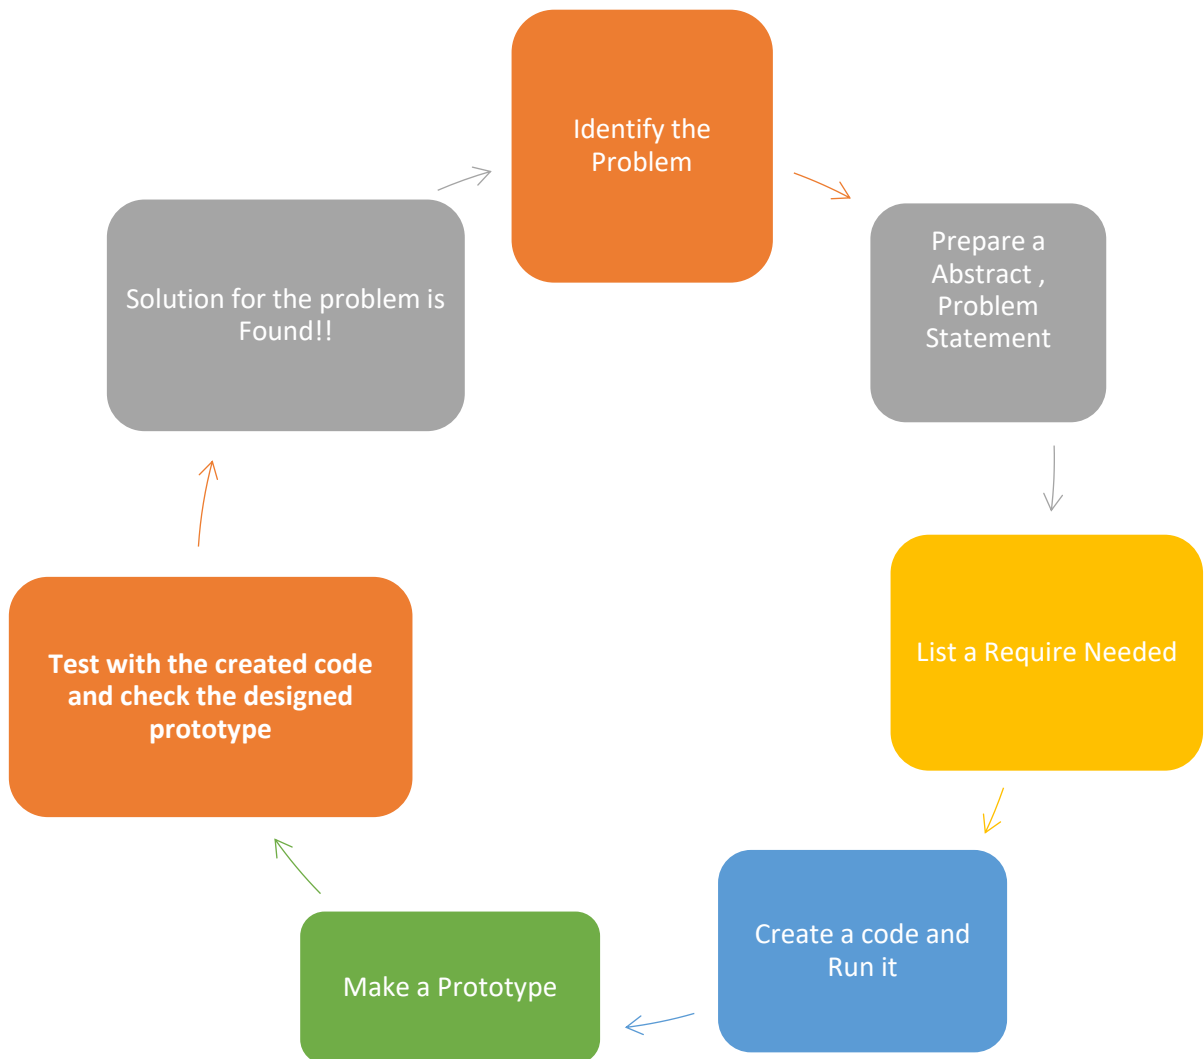 Identify the
Problem
Prepare a
Abstract ,
Problem
Statement
List a Require Needed
Create a code and
Run it
Make a Prototype
Test with the created code
and check the designed
prototype
Solution for the problem is
Found!!